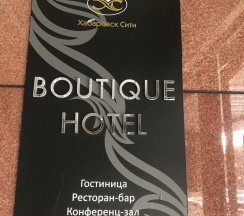 Хабаровск Сити
BOUTIQUE
HOTEL
Гостиница
Ресторан-бар
Конференц-зал